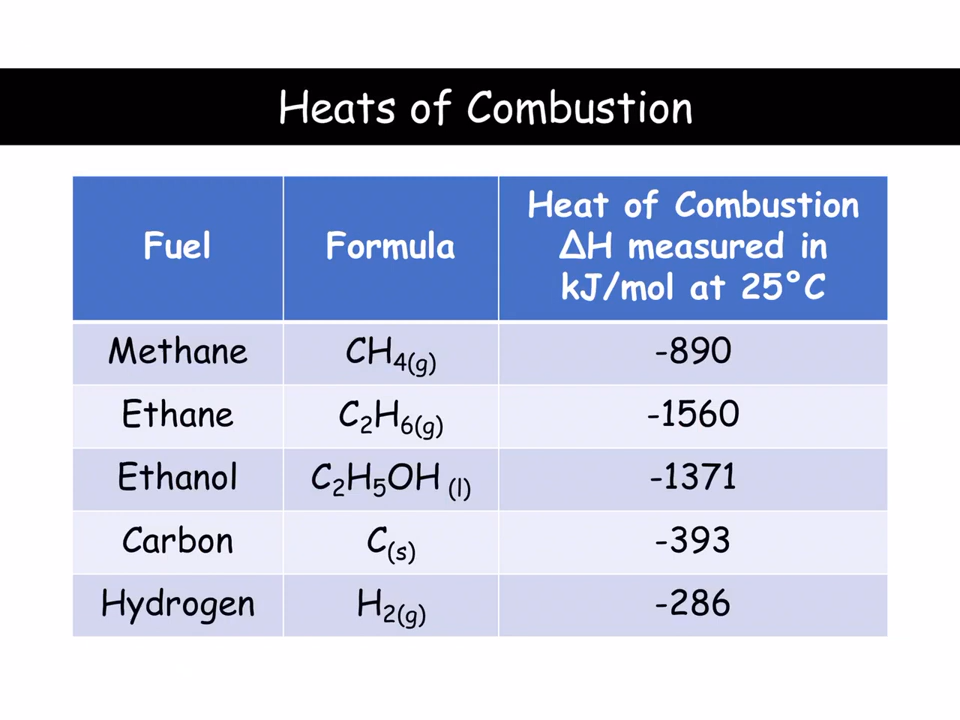 Heats of Combustion
Fuel
Formula
Heat of Combustion
ΔH measured in
kJ/mol at 25°C
Methane CH₄(g) -890
Ethane C₂H₆(g) -1560
Ethanol C₂H₅OH (l) -1371
Carbon C(s) -393
Hydrogen H₂(g) -286